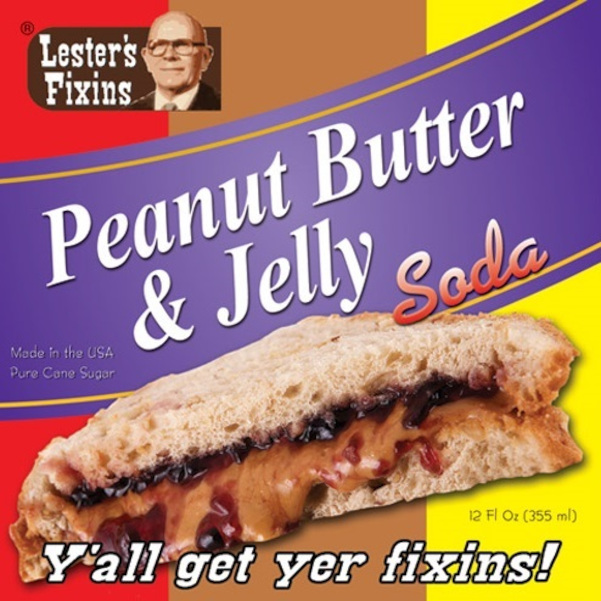 ®
Lester's
Fixins
Peanut Butter
& Jelly Soda
Made in the USA
Pure Cane Sugar
12 Fl Oz (355 ml)
Y'all get yer fixins!